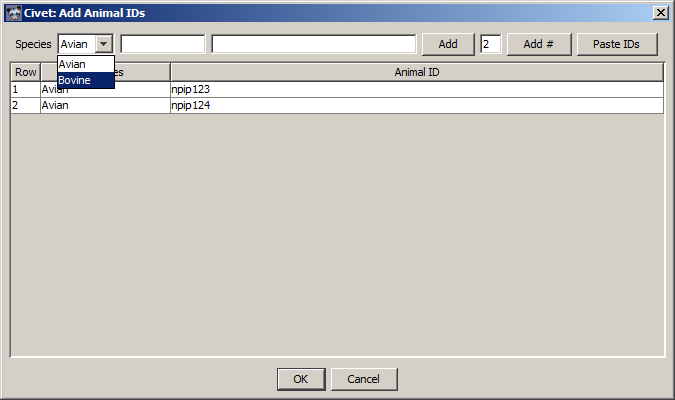 Civet: Add Animal IDs
Species Avian Add 2 Add # Paste IDs
Avian
Bovine
Row es Animal ID
1 Avian npip123
2 Avian npip124
OK Cancel